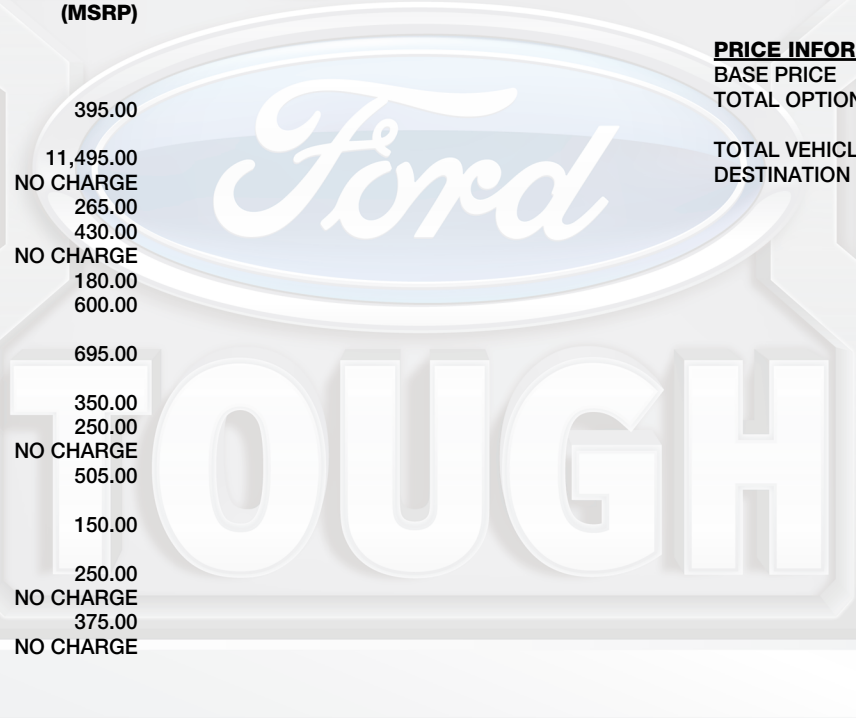 (MSRP)
395.00
11,495.00
NO CHARGE
265.00
430.00
NO CHARGE
180.00
600.00
695.00
350.00
250.00
NO CHARGE
505.00
150.00
250.00
NO CHARGE
375.00
NO CHARGE
PRICE INFOR
BASE PRICE
TOTAL OPTION
TOTAL VEHICL
DESTINATION
Ford
TOUGH